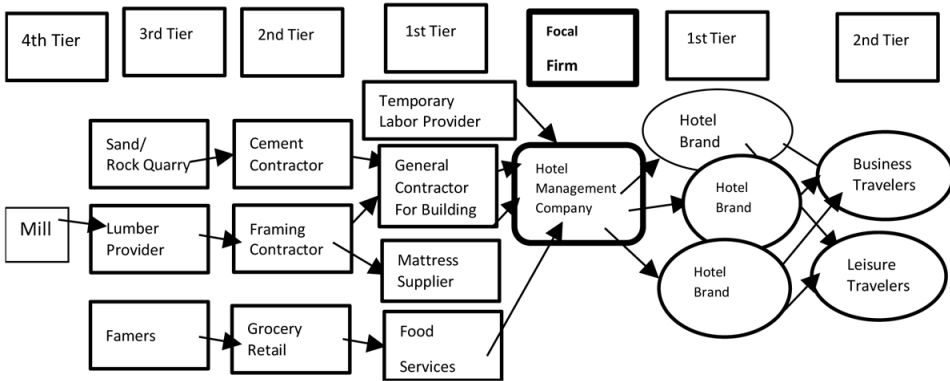 4th Tier
3rd Tier
2nd Tier
1st Tier
Focal
Firm
1st Tier
2nd Tier
Temporary
Labor Provider
Sand/
Rock Quarry
Cement
Contractor
General
Contractor
For Building
Hotel
Management
Company
Hotel
Brand
Hotel
Brand
Hotel
Brand
Business
Travelers
Leisure
Travelers
Mill
Lumber
Provider
Framing
Contractor
Mattress
Supplier
Famers
Grocery
Retail
Food
Services